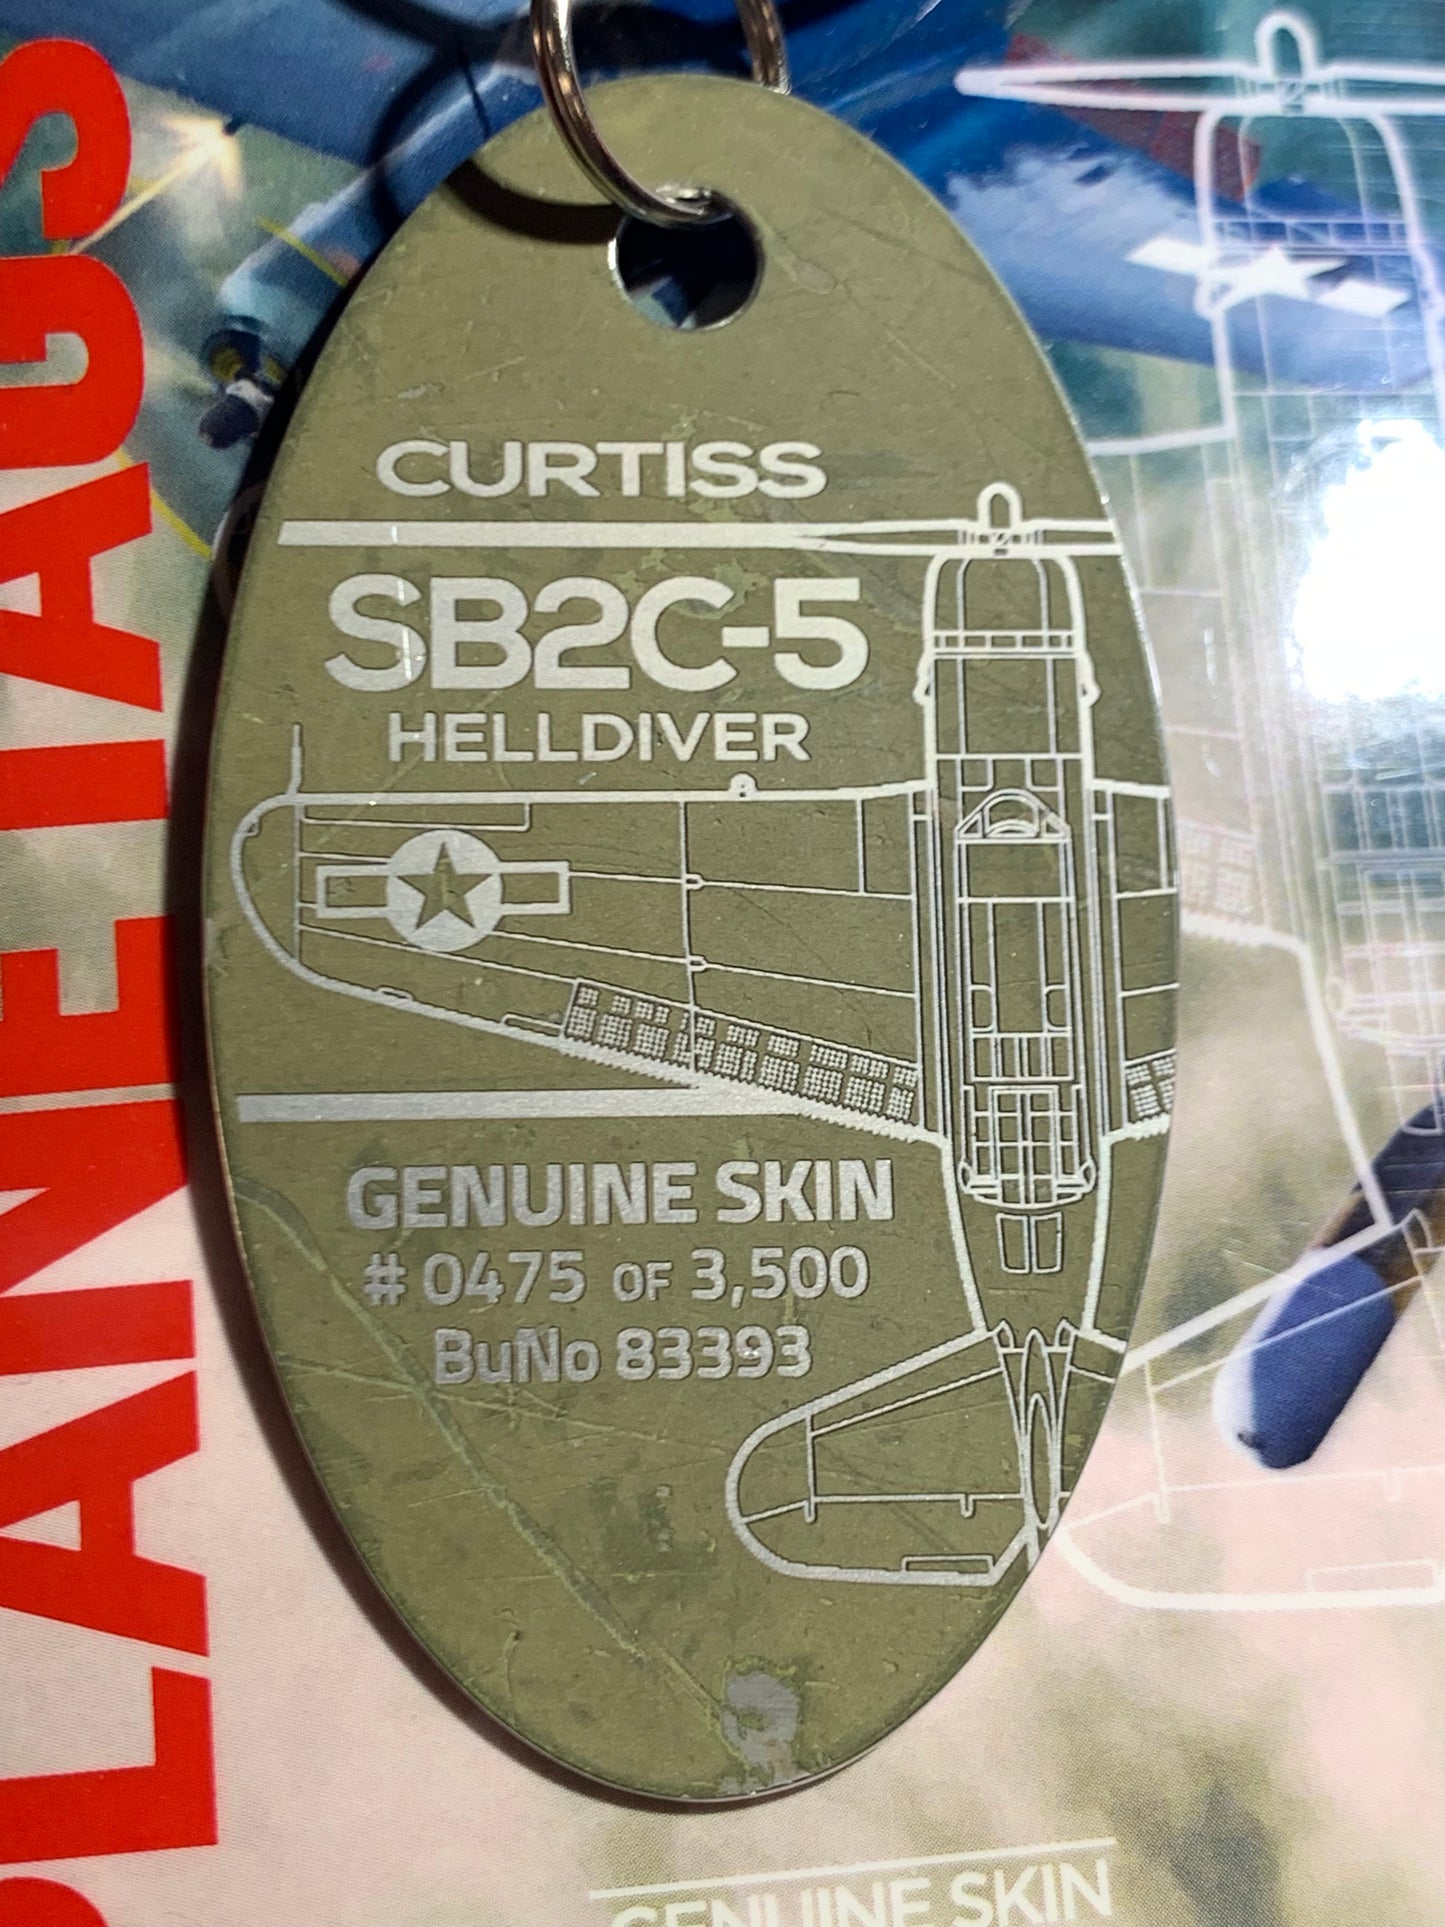 CURTISS
SB2C-5
HELLDIVER
GENUINE SKIN
# 0475 OF 3,500
BuNo 83393
PLANETAGS
GENUINE SKIN